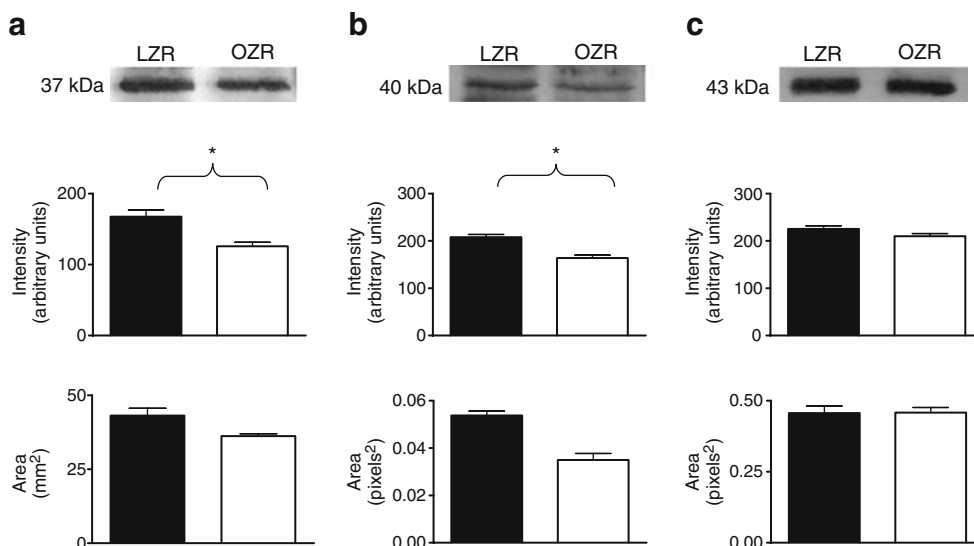 a
LZR OZR
37 kDa
*
Intensity
(arbitrary units)
200
100
0
Area
(mm²)
50
25
0
b
LZR OZR
40 kDa
*
Intensity
(arbitrary units)
300
200
100
0
Area
(pixels²)
0.06
0.04
0.02
0.00
c
LZR OZR
43 kDa
Intensity
(arbitrary units)
300
200
100
0
Area
(pixels²)
0.50
0.25
0.00